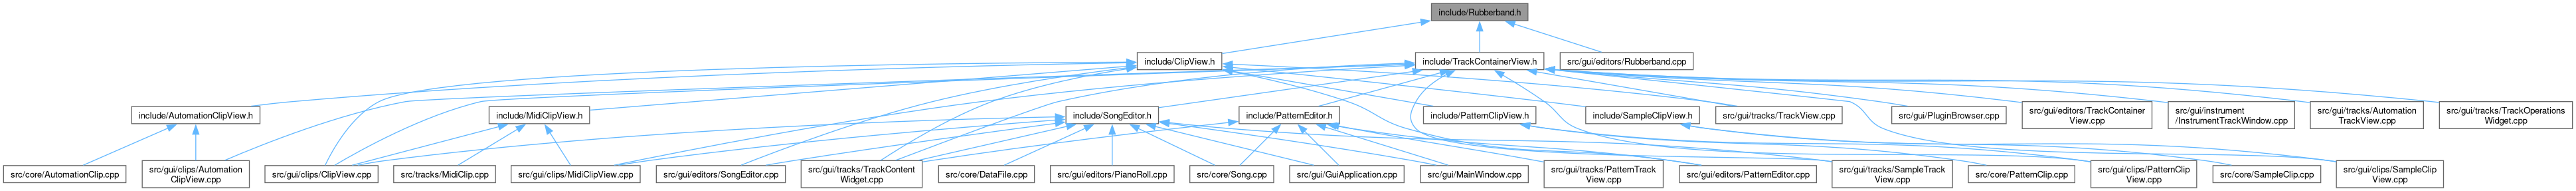 include/Rubberband.h
include/ClipView.h
include/TrackContainerView.h
src/gui/editors/Rubberband.cpp
include/AutomationClipView.h
include/MidiClipView.h
include/SongEditor.h
include/PatternEditor.h
include/PatternClipView.h
include/SampleClipView.h
src/gui/tracks/TrackView.cpp
src/gui/PluginBrowser.cpp
src/gui/editors/TrackContainer
View.cpp
src/gui/instrument
/InstrumentTrackWindow.cpp
src/gui/tracks/Automation
TrackView.cpp
src/gui/tracks/TrackOperations
Widget.cpp
src/core/AutomationClip.cpp
src/gui/clips/Automation
ClipView.cpp
src/gui/clips/ClipView.cpp
src/tracks/MidiClip.cpp
src/gui/clips/MidiClipView.cpp
src/gui/editors/SongEditor.cpp
src/gui/tracks/TrackContent
Widget.cpp
src/core/DataFile.cpp
src/gui/editors/PianoRoll.cpp
src/core/Song.cpp
src/gui/GuiApplication.cpp
src/gui/MainWindow.cpp
src/gui/tracks/PatternTrack
View.cpp
src/gui/editors/PatternEditor.cpp
src/gui/tracks/SampleTrack
View.cpp
src/core/PatternClip.cpp
src/gui/clips/PatternClip
View.cpp
src/core/SampleClip.cpp
src/gui/clips/SampleClip
View.cpp